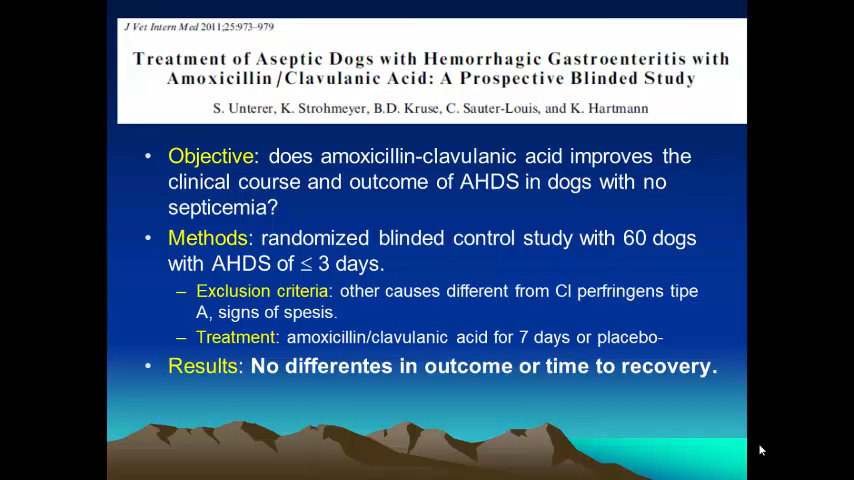 J Vet Intern Med 2011;25:973–979
Treatment of Aseptic Dogs with Hemorrhagic Gastroenteritis with
Amoxicillin/Clavulanic Acid: A Prospective Blinded Study
S. Unterer, K. Strohmeyer, B.D. Kruse, C. Sauter-Louis, and K. Hartmann
• Objective: does amoxicillin-clavulanic acid improves the
clinical course and outcome of AHDS in dogs with no
septicemia?
• Methods: randomized blinded control study with 60 dogs
with AHDS of ≤ 3 days.
– Exclusion criteria: other causes different from Cl perfringens tipe
A, signs of spesis.
– Treatment: amoxicillin/clavulanic acid for 7 days or placebo-
• Results: No differentes in outcome or time to recovery.